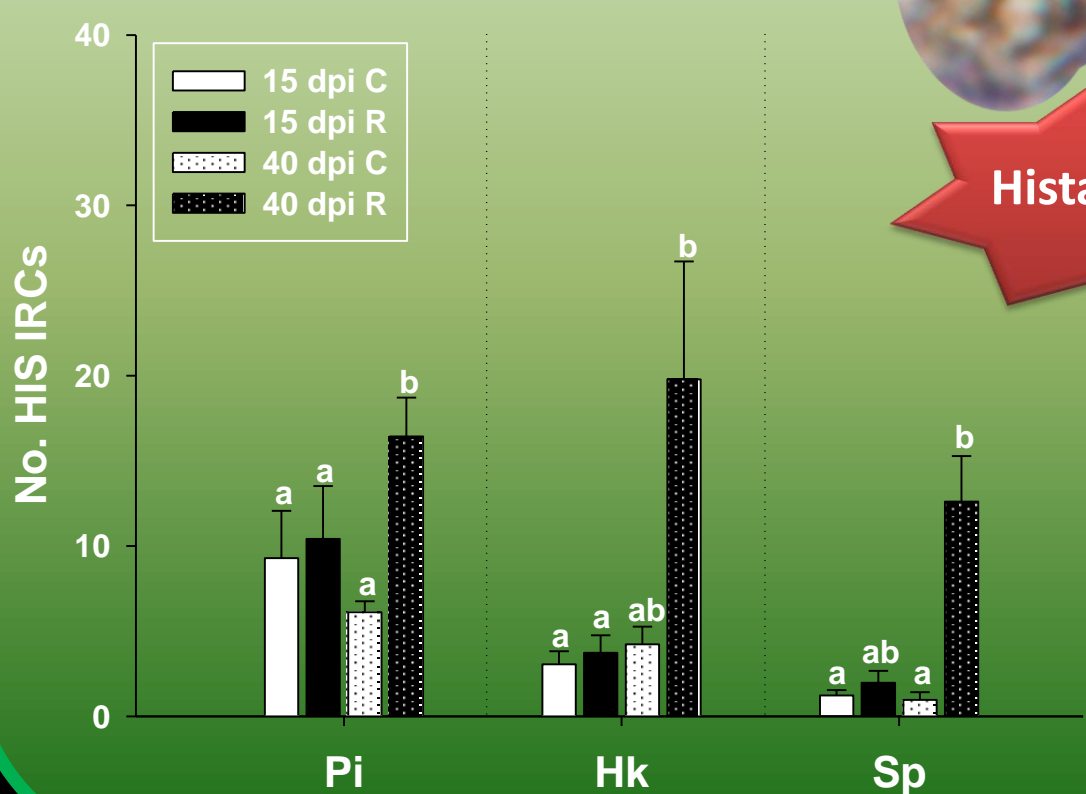 40
15 dpi C
15 dpi R
40 dpi C
40 dpi R
30
20
10
0
No. HIS IRCs
a
a
a
b
a
a
ab
b
a
ab
a
b
Pi
Hk
Sp
Hista